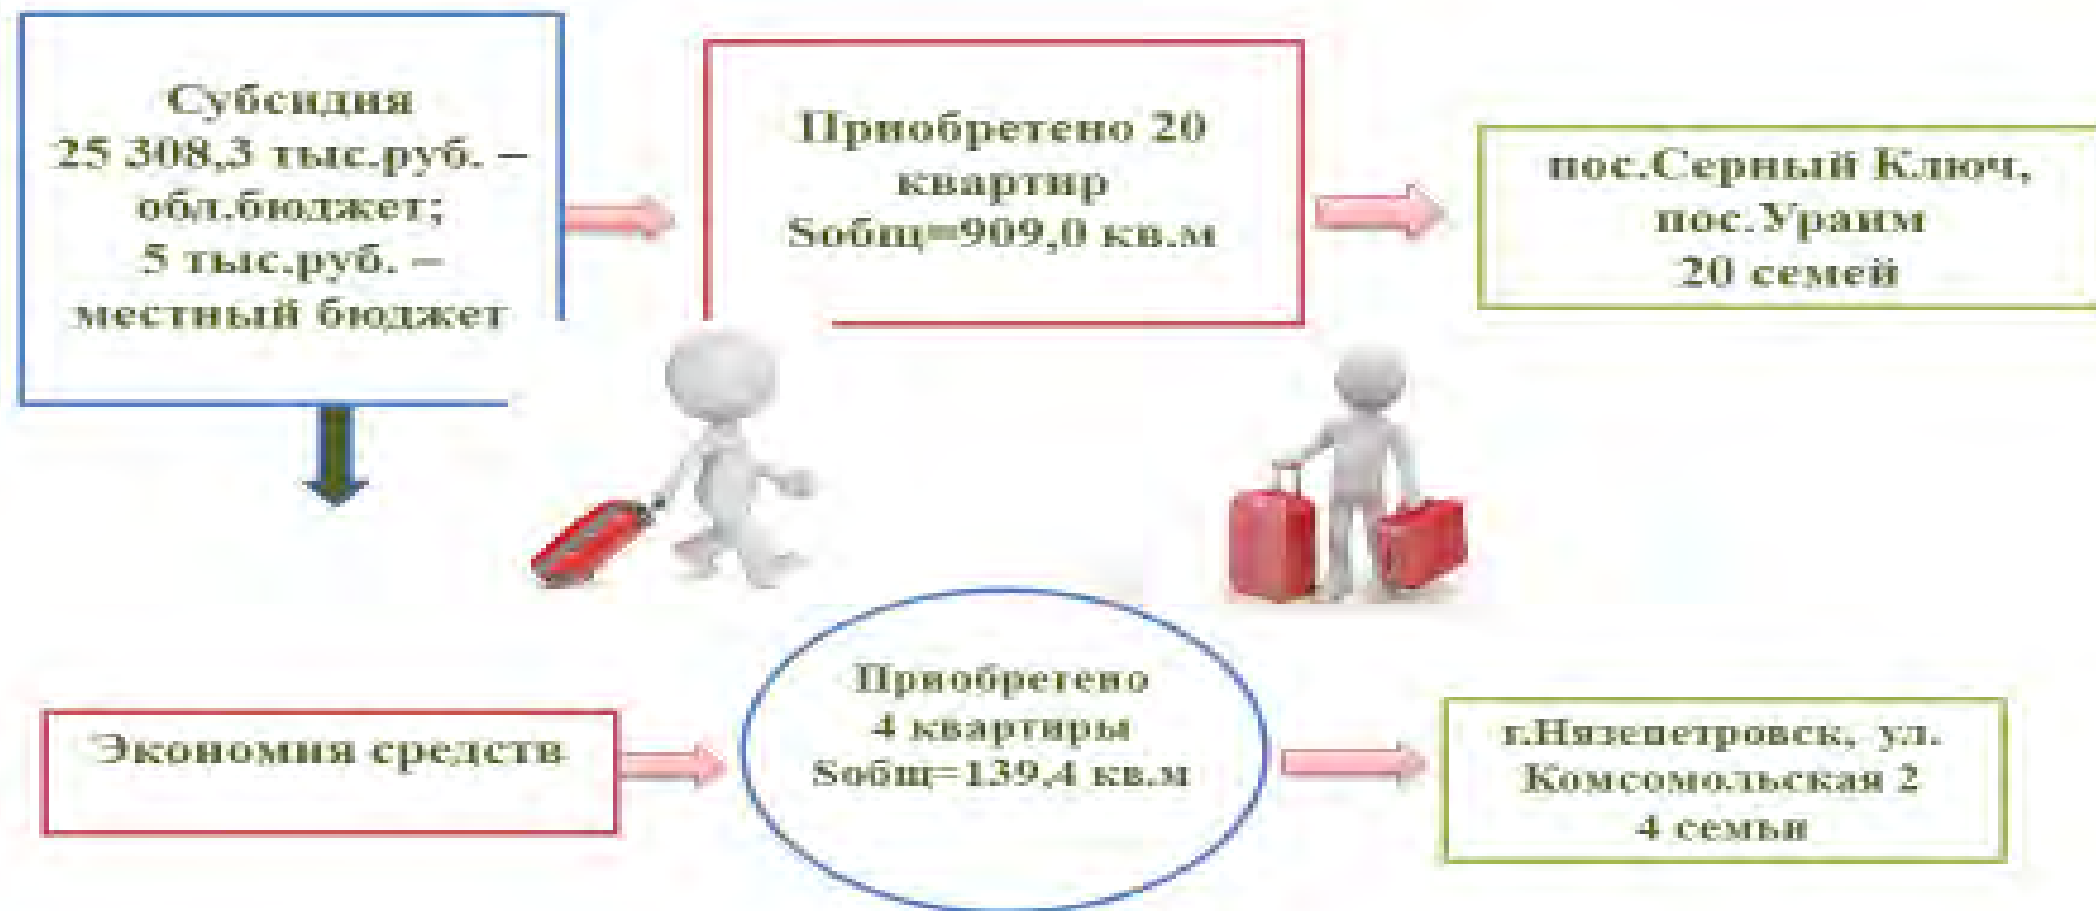 Субсидия
25 308,3 тыс.руб. –
обл.бюджет;
5 тыс.руб. –
местный бюджет
Приобретено 20
квартир
Sобщ=909,0 кв.м
пос.Серный Ключ,
пос.Ураим
20 семей
Экономия средств
Приобретено
4 квартиры
Sобщ=139,4 кв.м
г.Нязепетровск, ул.
Комсомольская 2
4 семьи